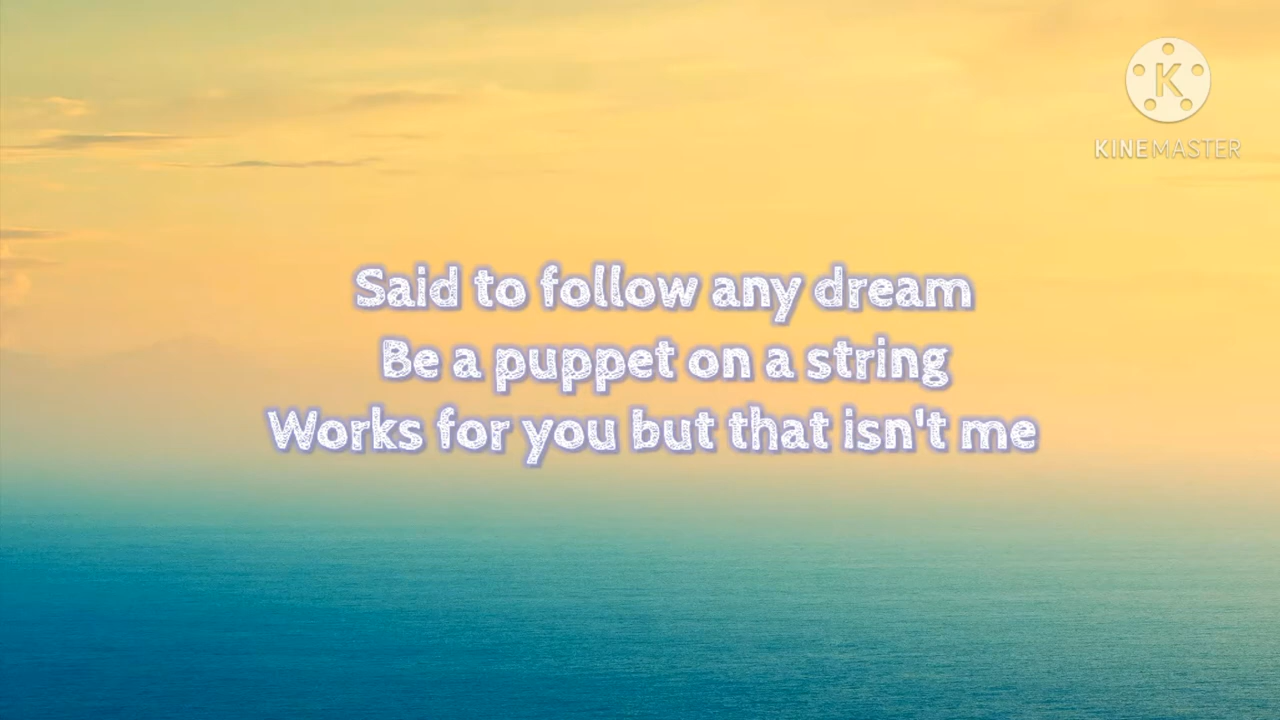 K
KINEMASTER
Said to follow any dream
Be a puppet on a string
Works for you but that isn't me